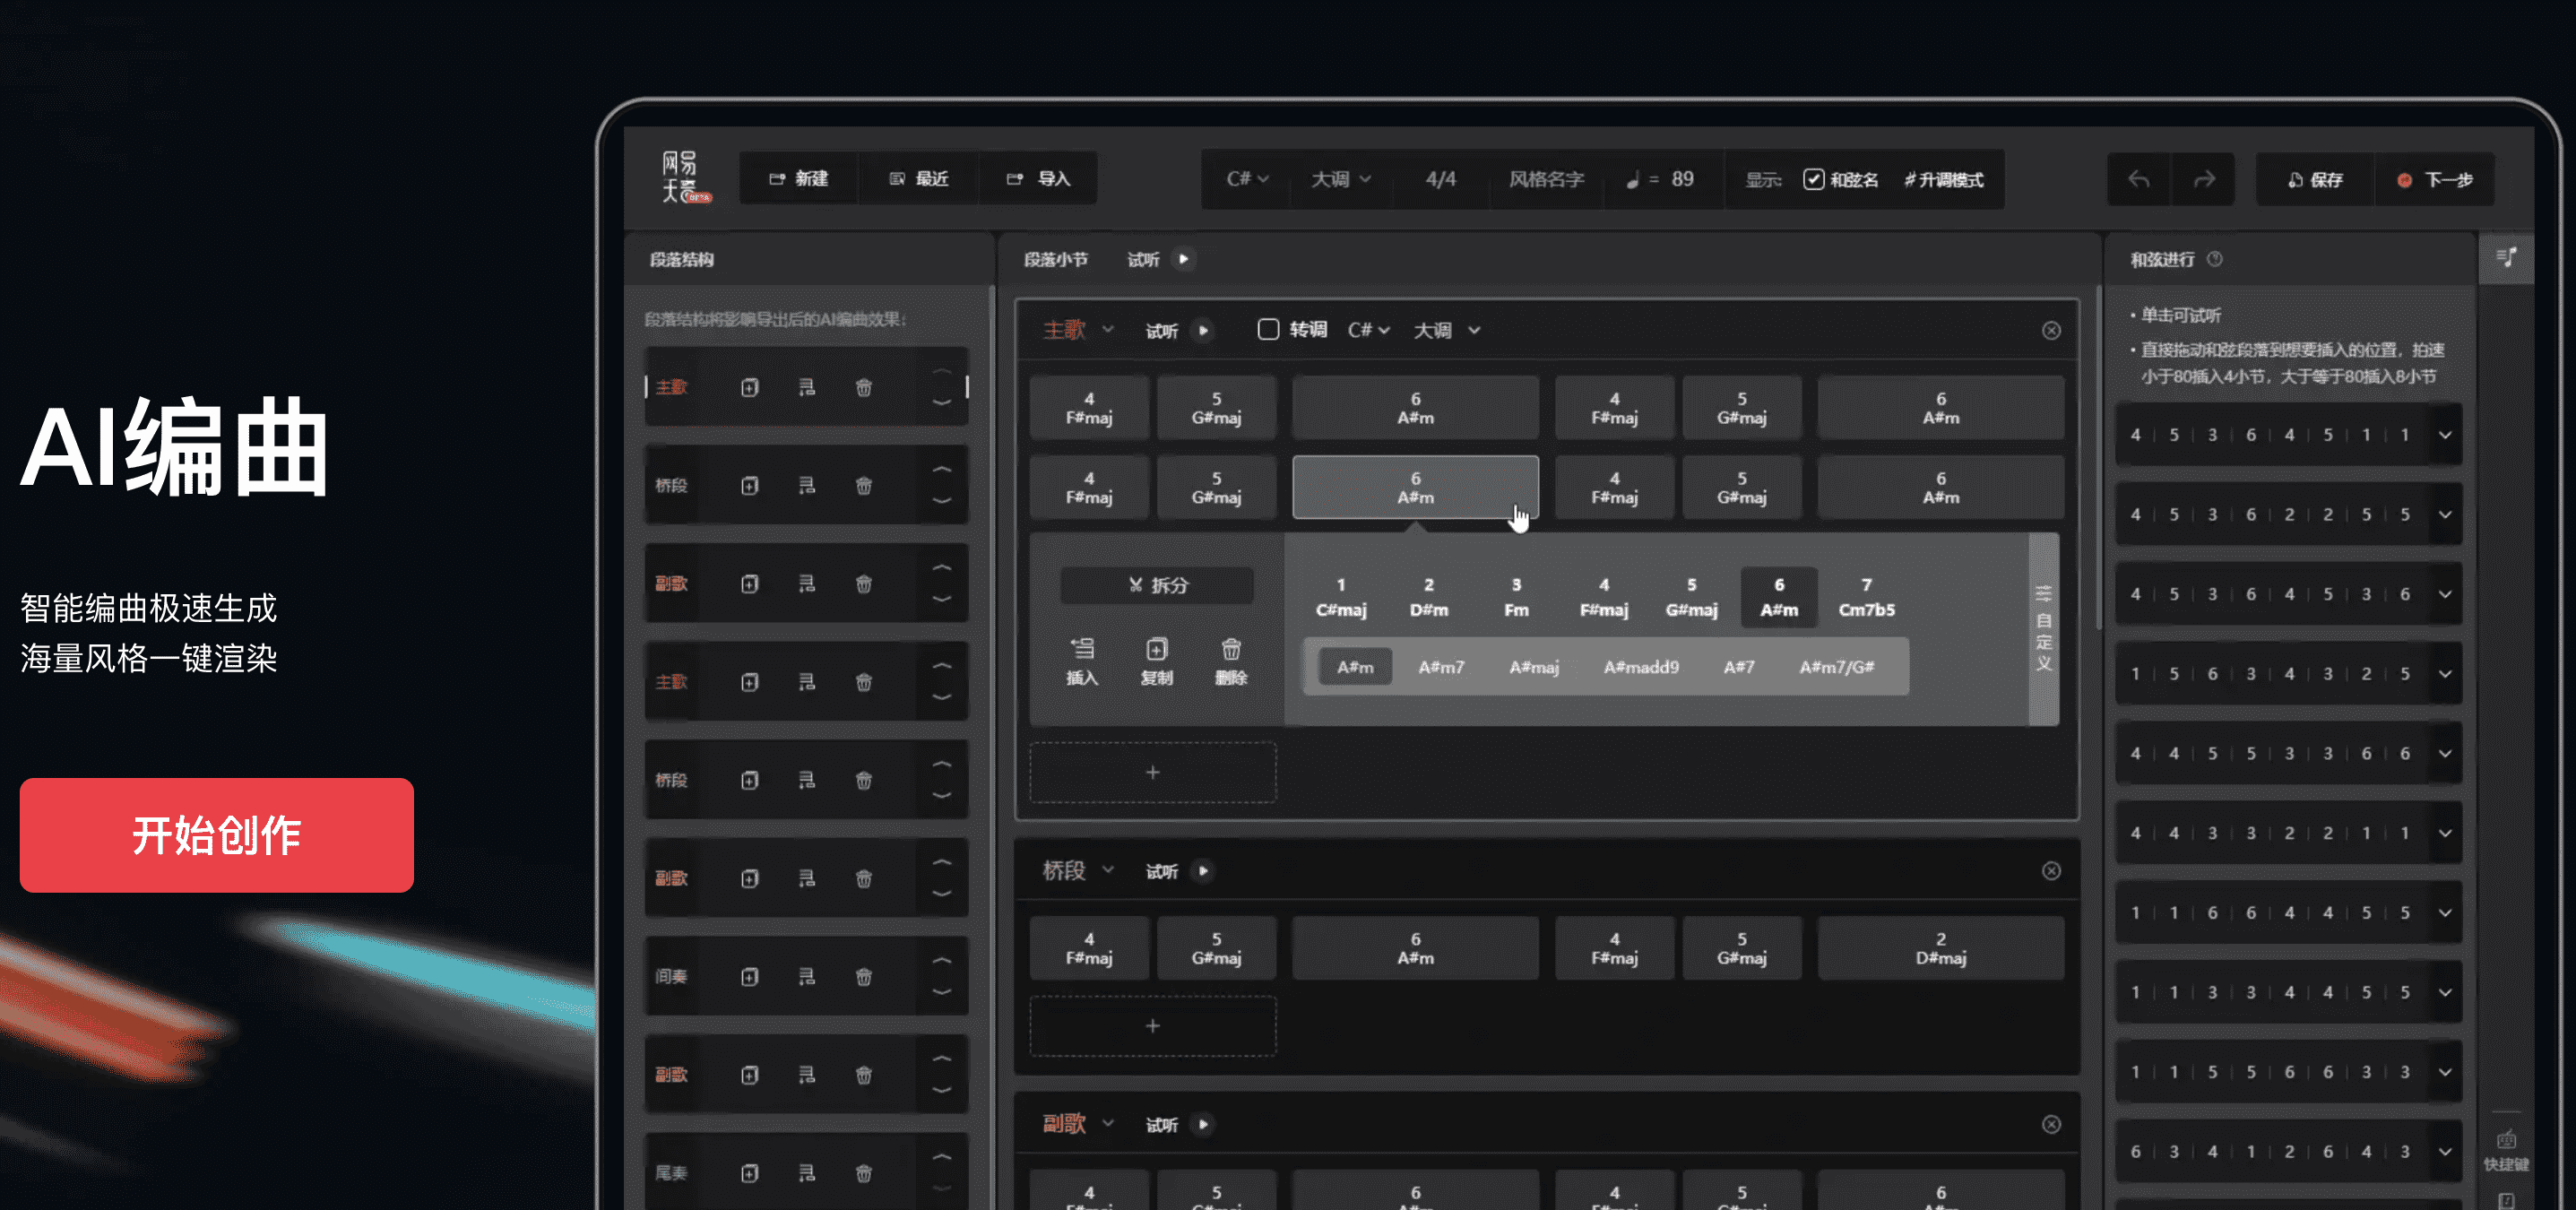 AI编曲
智能编曲极速生成
海量风格一键渲染
开始创作
网易
天音
BETA
新建 最近 导入
C# 大调 4/4 风格名字 ♩ = 89 显示: 和弦名 #升调模式
保存 下一步
段落结构
段落结构将影响导出后的AI编曲效果:
主歌
桥段
副歌
主歌
桥段
副歌
间奏
副歌
尾奏
段落小节 试听
主歌 试听 转调 C# 大调
4 5 6 4 5 6
F#maj G#maj A#m F#maj G#maj A#m
4 5 6 4 5 6
F#maj G#maj A#m F#maj G#maj A#m
拆分
插入 复制 删除
1 2 3 4 5 6 7
C#maj D#m Fm F#maj G#maj A#m Cm7b5
A#m A#m7 A#maj A#madd9 A#7 A#m7/G#
自定义
+
桥段 试听
4 5 6 4 5 2
F#maj G#maj A#m F#maj G#maj D#maj
+
副歌 试听
4 5 6 4 5 6
和弦进行
• 单击可试听
• 直接拖动和弦段落到想要插入的位置，拍速
小于80插入4小节，大于等于80插入8小节
4 | 5 | 3 | 6 | 4 | 5 | 1 | 1
4 | 5 | 3 | 6 | 2 | 2 | 5 | 5
4 | 5 | 3 | 6 | 4 | 5 | 3 | 6
1 | 5 | 6 | 3 | 4 | 3 | 2 | 5
4 | 4 | 5 | 5 | 3 | 3 | 6 | 6
4 | 4 | 3 | 3 | 2 | 2 | 1 | 1
1 | 1 | 6 | 6 | 4 | 4 | 5 | 5
1 | 1 | 3 | 3 | 4 | 4 | 5 | 5
1 | 1 | 5 | 5 | 6 | 6 | 3 | 3
6 | 3 | 4 | 1 | 2 | 6 | 4 | 3
快捷键